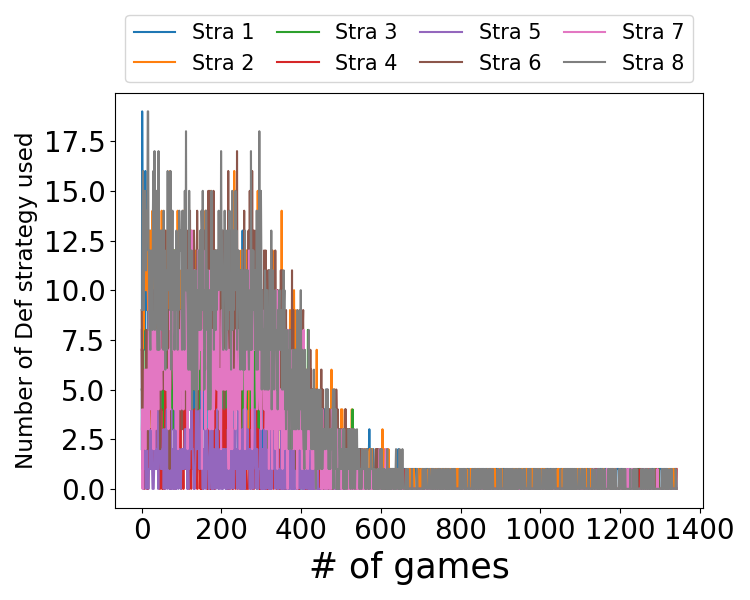 Stra 1 Stra 3 Stra 5 Stra 7
Stra 2 Stra 4 Stra 6 Stra 8
Number of Def strategy used
17.5
15.0
12.5
10.0
7.5
5.0
2.5
0.0
0 200 400 600 800 1000 1200 1400
# of games